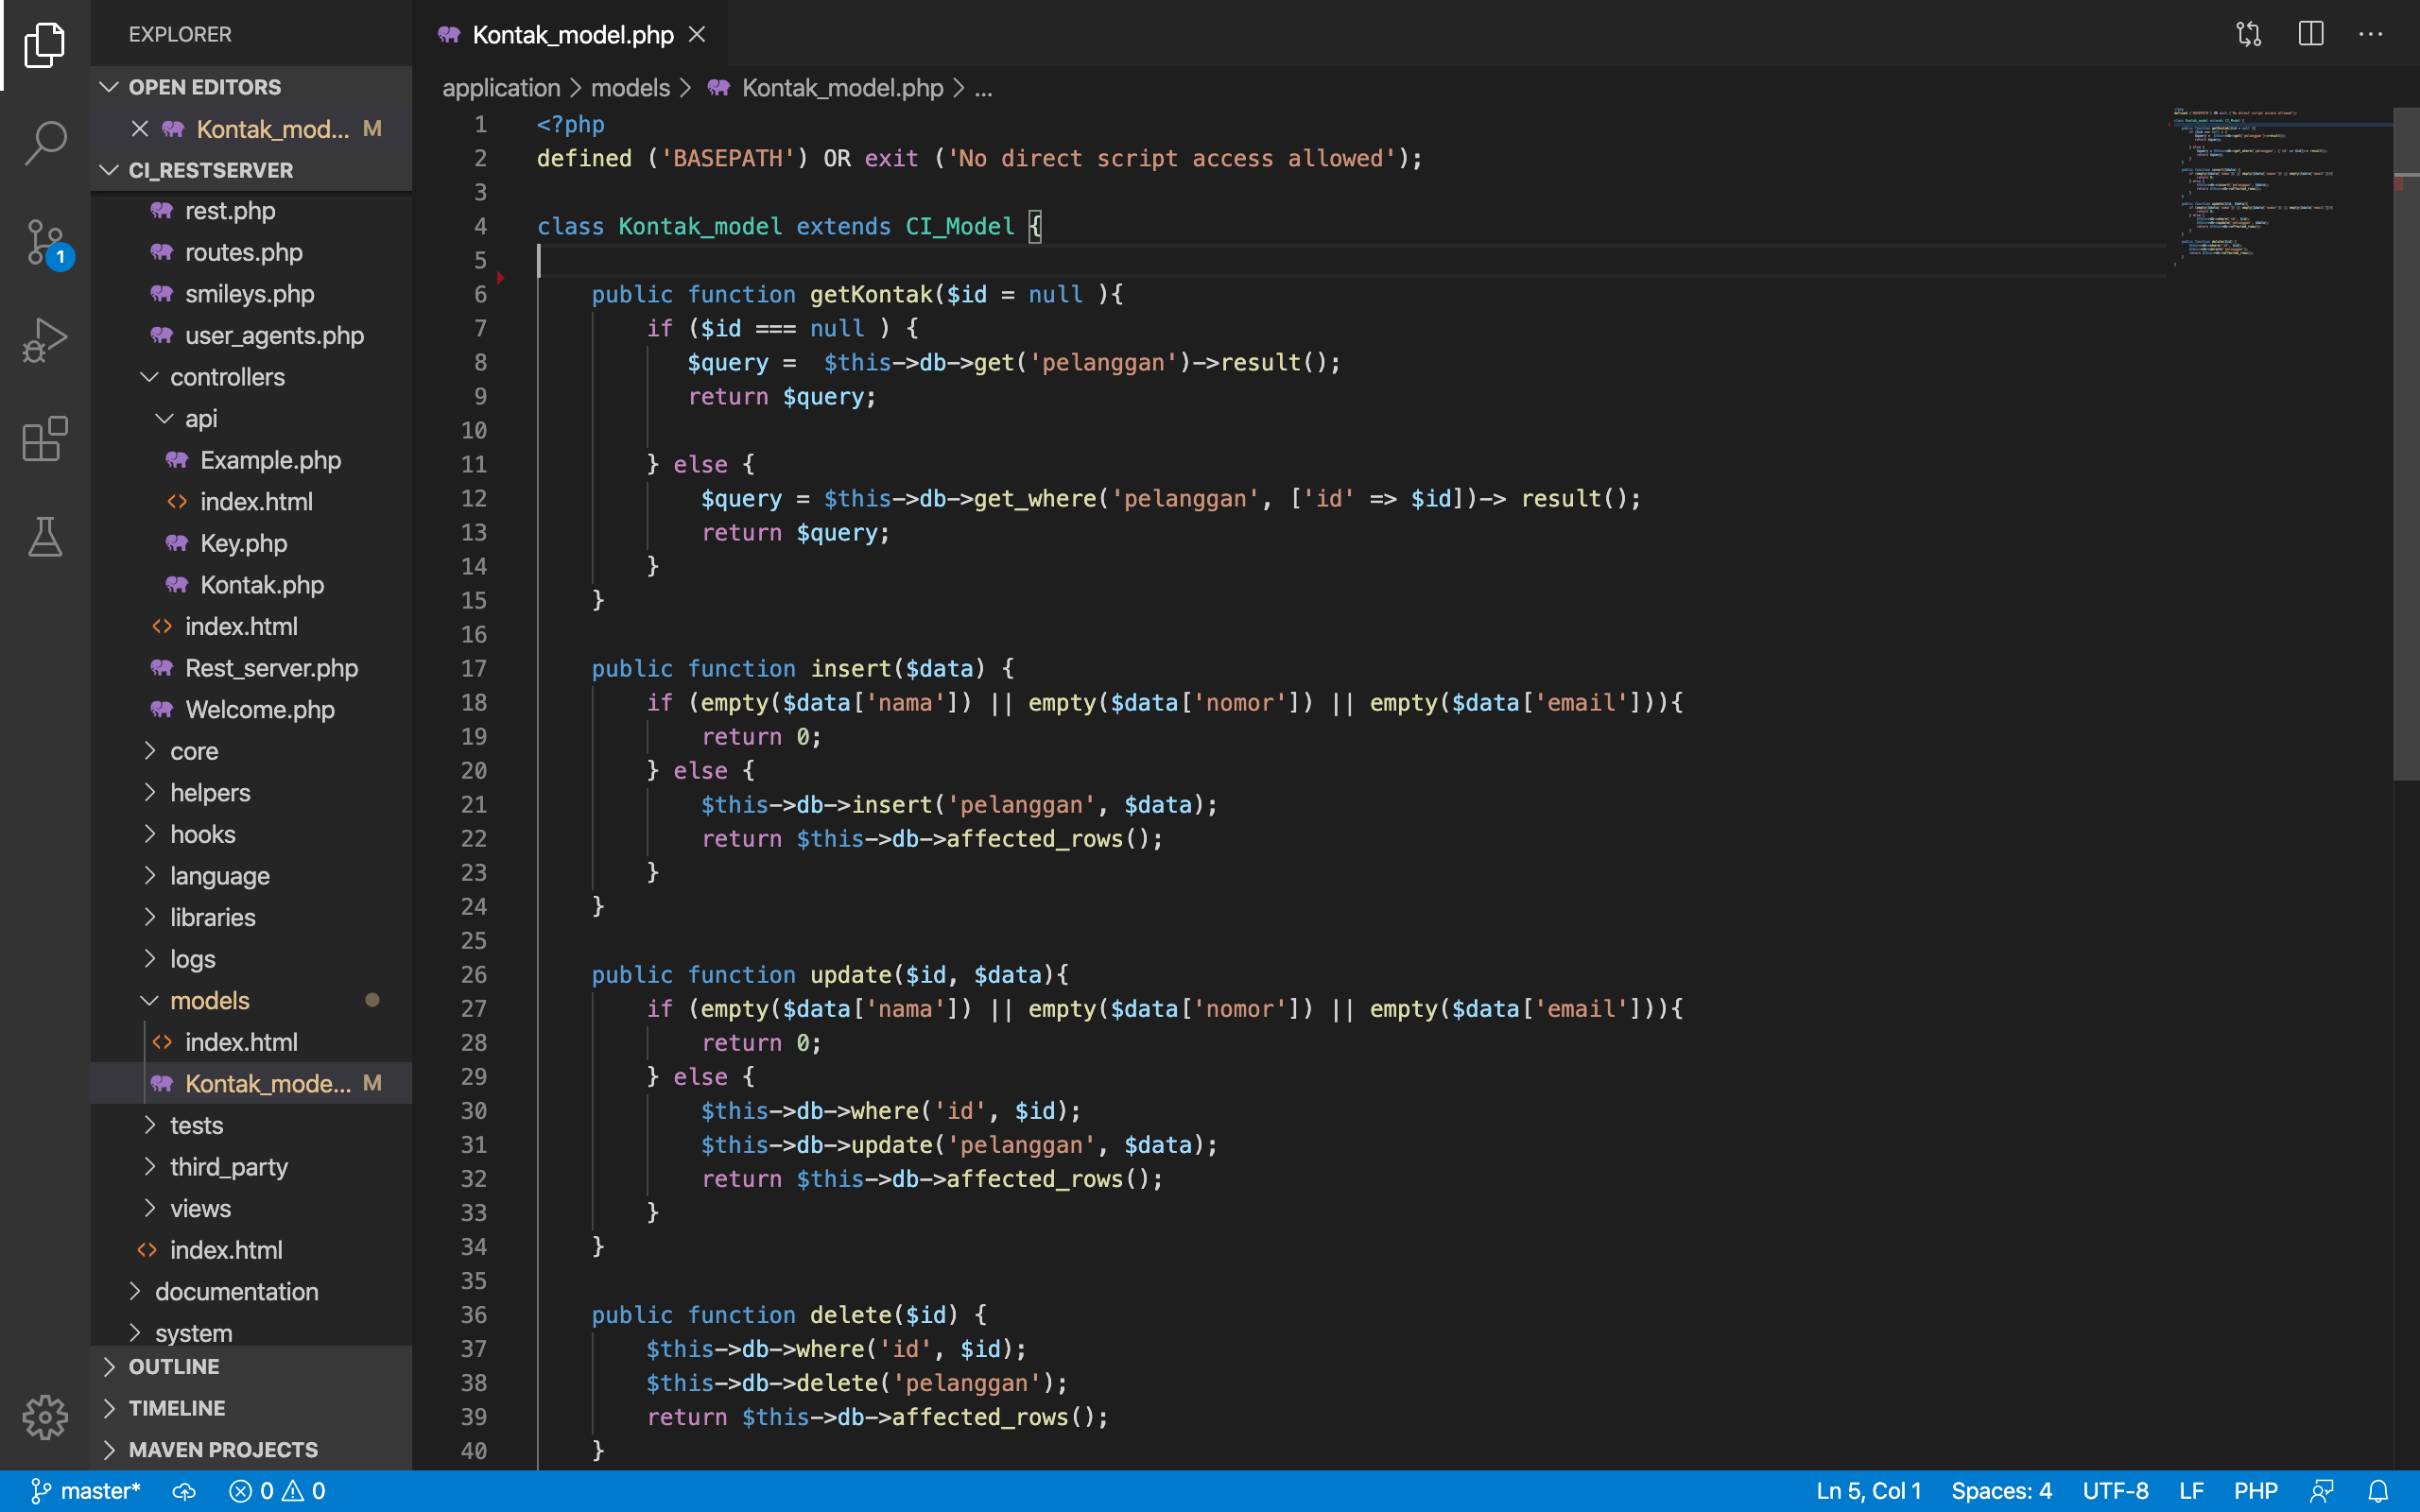 EXPLORER
OPEN EDITORS
Kontak_mod... M
CI_RESTSERVER
rest.php
routes.php
smileys.php
user_agents.php
controllers
api
Example.php
index.html
Key.php
Kontak.php
index.html
Rest_server.php
Welcome.php
core
helpers
hooks
language
libraries
logs
models
index.html
Kontak_mode... M
tests
third_party
views
index.html
documentation
system
OUTLINE
TIMELINE
MAVEN PROJECTS
1
Kontak_model.php
application > models > Kontak_model.php > ...
1 <?php
2 defined ('BASEPATH') OR exit ('No direct script access allowed');
3
4 class Kontak_model extends CI_Model {
5
6 public function getKontak($id = null ){
7 if ($id === null ) {
8 $query =  $this->db->get('pelanggan')->result();
9 return $query;
10
11 } else {
12 $query = $this->db->get_where('pelanggan', ['id' => $id])-> result();
13 return $query;
14 }
15 }
16
17 public function insert($data) {
18 if (empty($data['nama']) || empty($data['nomor']) || empty($data['email'])){
19 return 0;
20 } else {
21 $this->db->insert('pelanggan', $data);
22 return $this->db->affected_rows();
23 }
24 }
25
26 public function update($id, $data){
27 if (empty($data['nama']) || empty($data['nomor']) || empty($data['email'])){
28 return 0;
29 } else {
30 $this->db->where('id', $id);
31 $this->db->update('pelanggan', $data);
32 return $this->db->affected_rows();
33 }
34 }
35
36 public function delete($id) {
37 $this->db->where('id', $id);
38 $this->db->delete('pelanggan');
39 return $this->db->affected_rows();
40 }
master* 0 0 Ln 5, Col 1 Spaces: 4 UTF-8 LF PHP